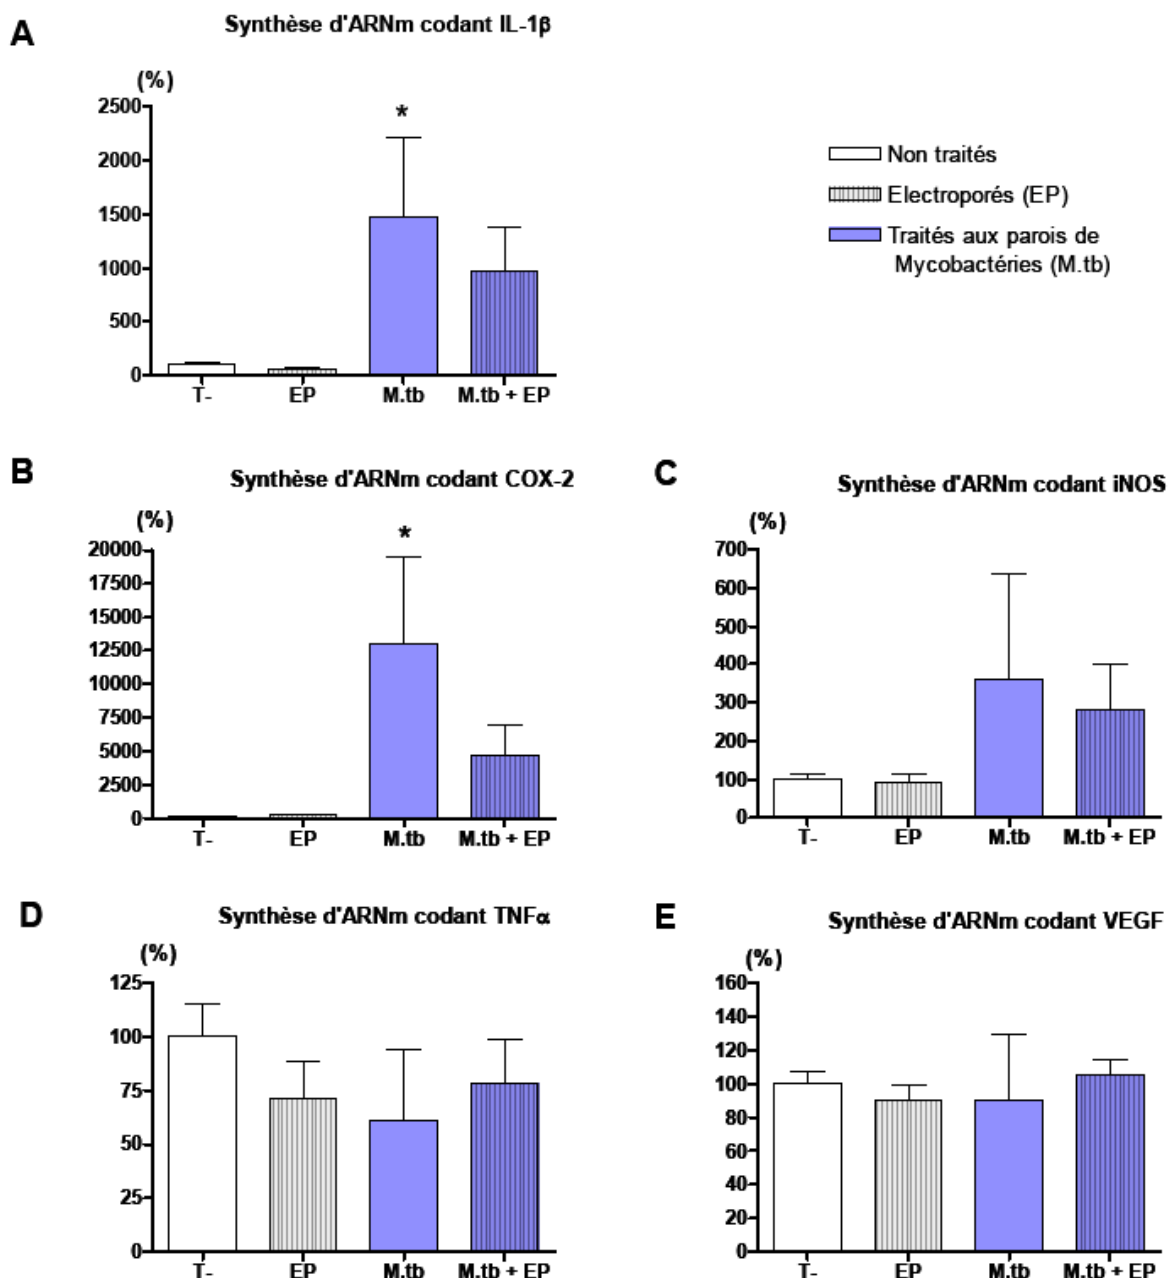 A
Synthèse d'ARNm codant IL-1β
(%)
2500
2000
1500
1000
500
0
*
T-
EP
M.tb
M.tb + EP
Non traités
Electroporés (EP)
Traités aux parois de
Mycobactéries (M.tb)
B
Synthèse d'ARNm codant COX-2
(%)
20000
17500
15000
12500
10000
7500
5000
2500
0
*
T-
EP
M.tb
M.tb + EP
C
Synthèse d'ARNm codant iNOS
(%)
700
600
500
400
300
200
100
0
T-
EP
M.tb
M.tb + EP
D
Synthèse d'ARNm codant TNFα
(%)
125
100
75
50
25
0
T-
EP
M.tb
M.tb + EP
E
Synthèse d'ARNm codant VEGF
(%)
160
140
120
100
80
60
40
20
0
T-
EP
M.tb
M.tb + EP